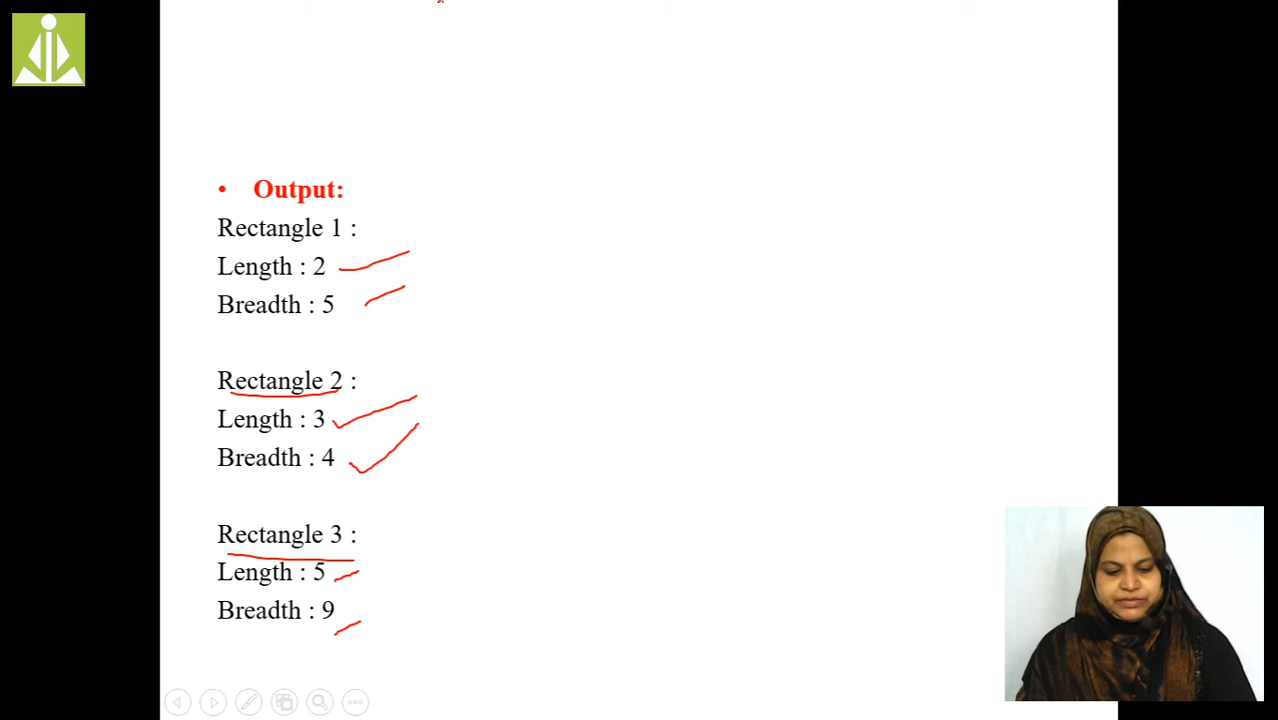 • Output:
Rectangle 1 :
Length : 2
Breadth : 5
Rectangle 2 :
Length : 3
Breadth : 4
Rectangle 3 :
Length : 5
Breadth : 9